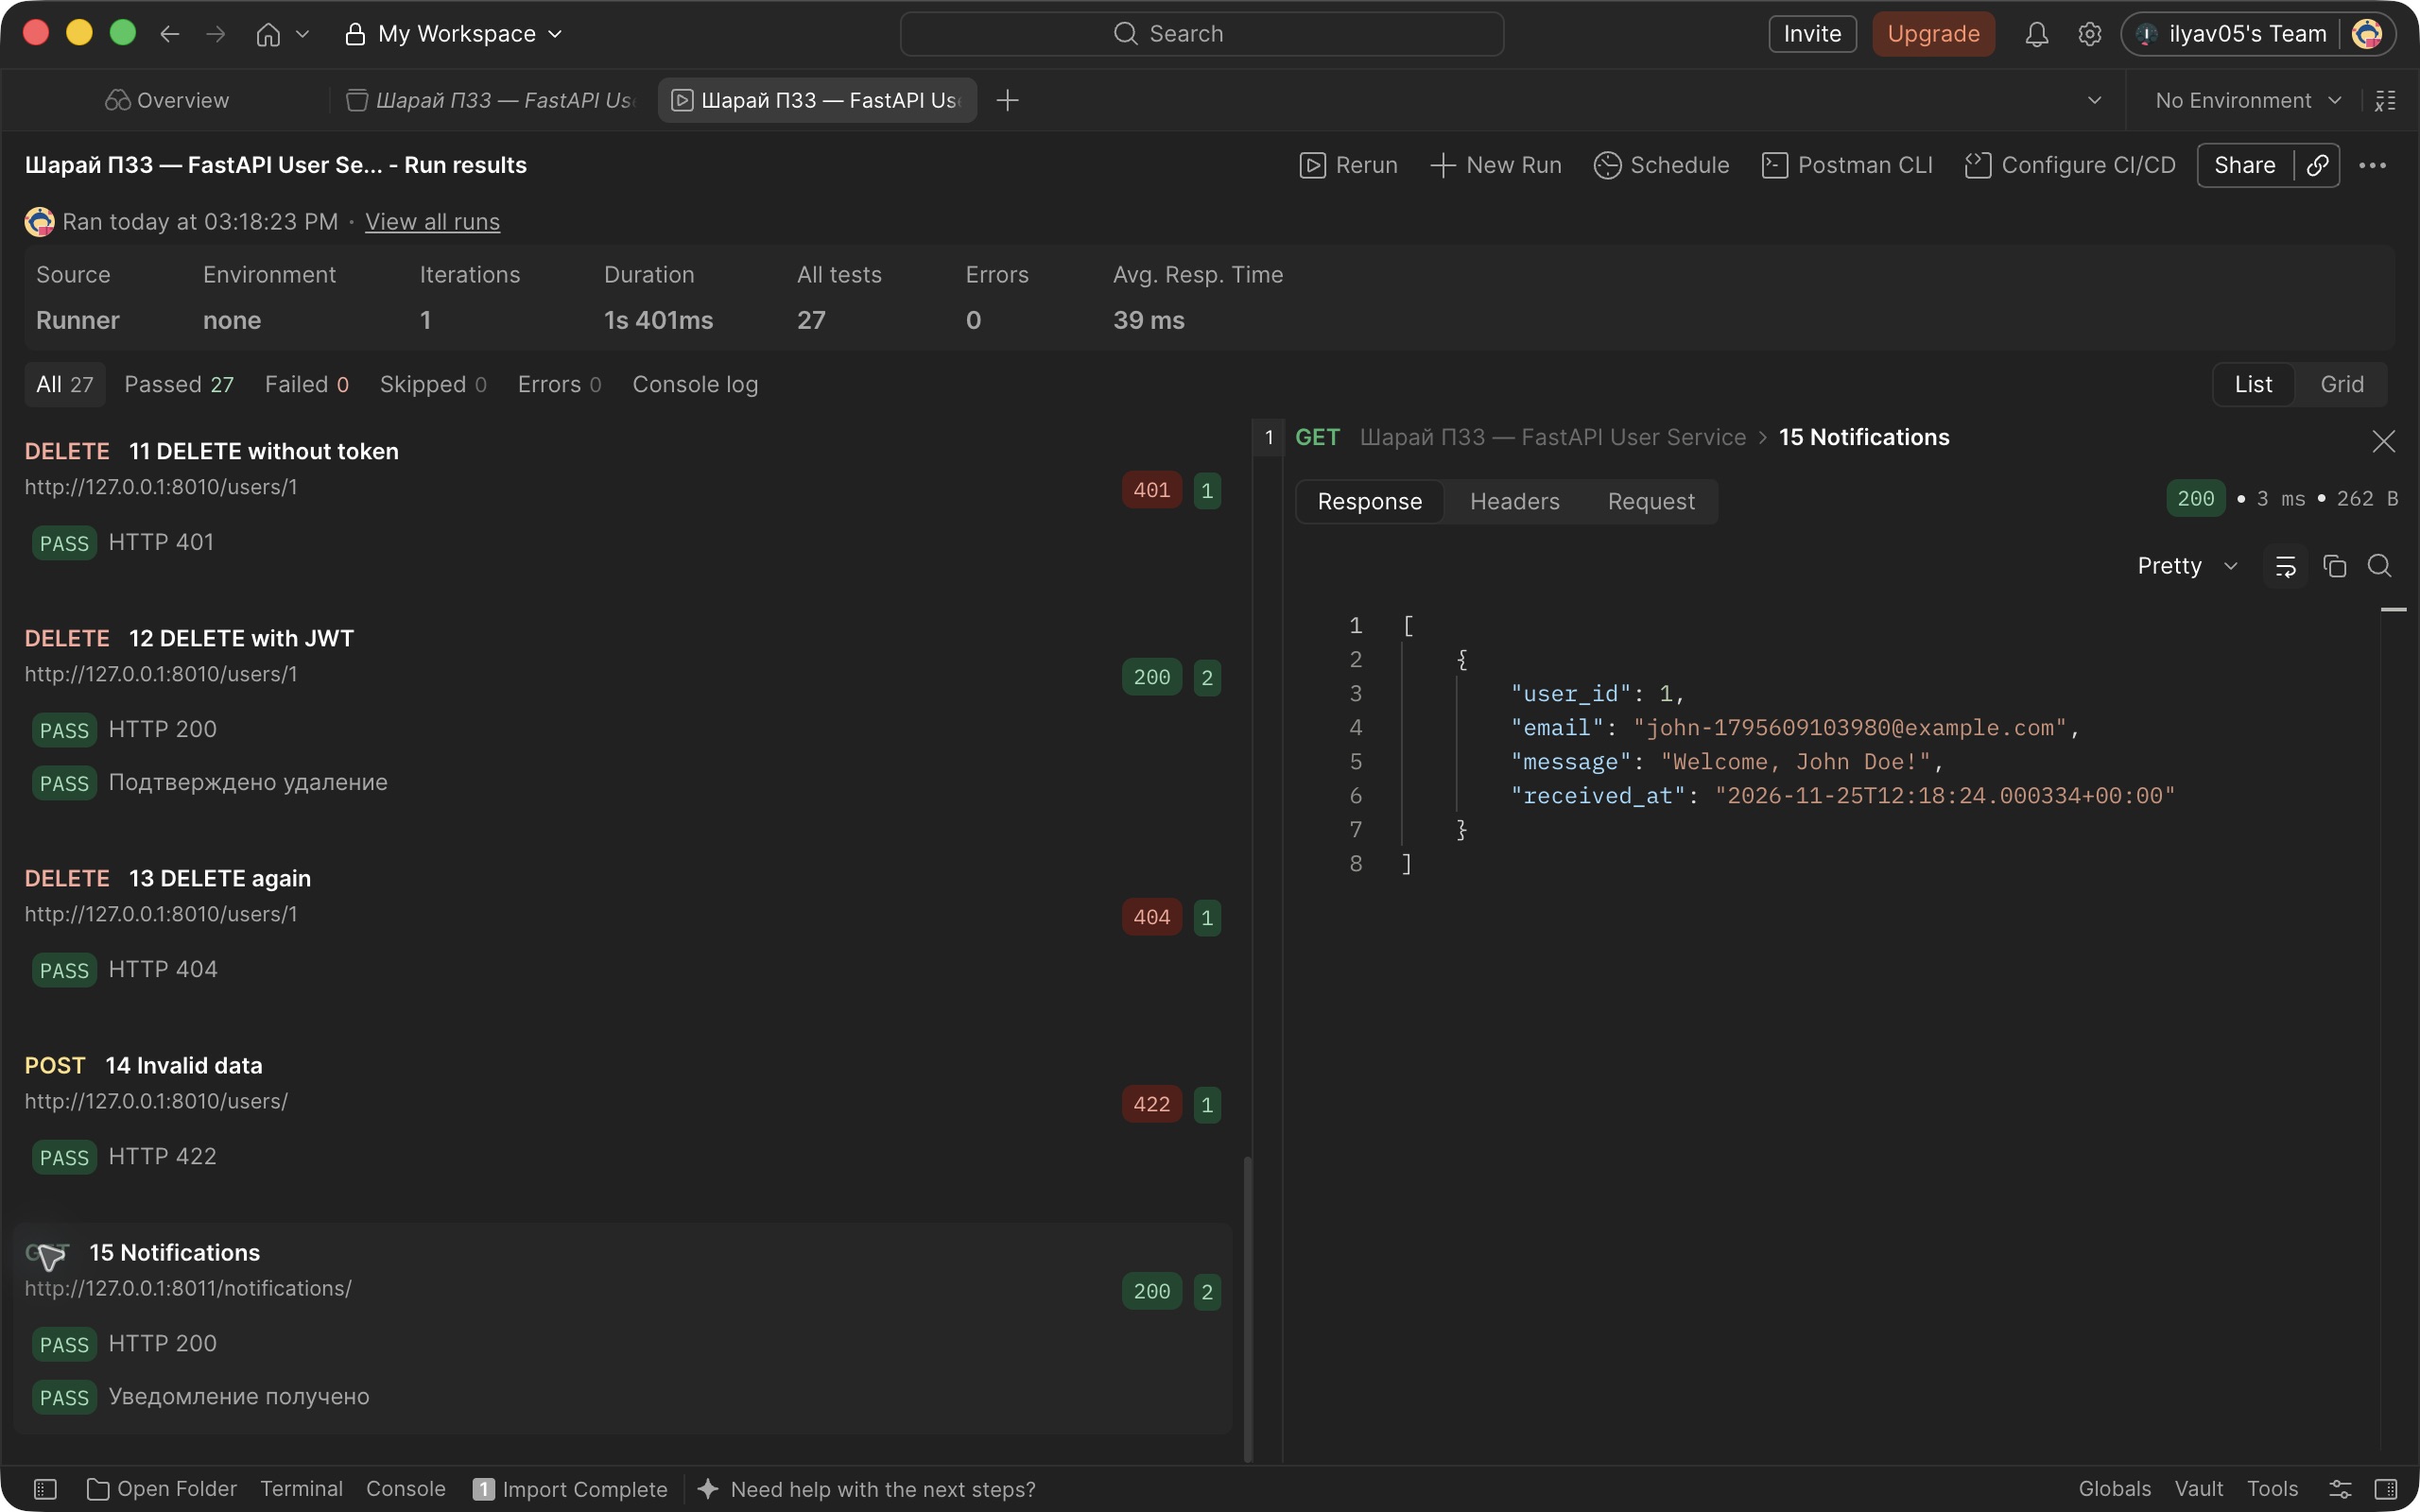 My Workspace
Search
Invite
Upgrade
ilyav05's Team
Overview
Шарай ПЗ3 — FastAPI Us
Шарай ПЗ3 — FastAPI Us
No Environment
Шарай ПЗ3 — FastAPI User Se... - Run results
Rerun
New Run
Schedule
Postman CLI
Configure CI/CD
Share
Ran today at 03:18:23 PM · View all runs
Source Environment Iterations Duration All tests Errors Avg. Resp. Time
Runner none 1 1s 401ms 27 0 39 ms
All 27 Passed 27 Failed 0 Skipped 0 Errors 0 Console log
List Grid
DELETE 11 DELETE without token
http://127.0.0.1:8010/users/1
401 1
PASS HTTP 401
DELETE 12 DELETE with JWT
http://127.0.0.1:8010/users/1
200 2
PASS HTTP 200
PASS Подтверждено удаление
DELETE 13 DELETE again
http://127.0.0.1:8010/users/1
404 1
PASS HTTP 404
POST 14 Invalid data
http://127.0.0.1:8010/users/
422 1
PASS HTTP 422
15 Notifications
http://127.0.0.1:8011/notifications/
200 2
PASS HTTP 200
PASS Уведомление получено
1
GET Шарай ПЗ3 — FastAPI User Service > 15 Notifications
Response Headers Request
200 • 3 ms • 262 B
Pretty
1 [
2 {
3 "user_id": 1,
4 "email": "john-1795609103980@example.com",
5 "message": "Welcome, John Doe!",
6 "received_at": "2026-11-25T12:18:24.000334+00:00"
7 }
8 ]
Open Folder Terminal Console 1 Import Complete Need help with the next steps?
Globals Vault Tools